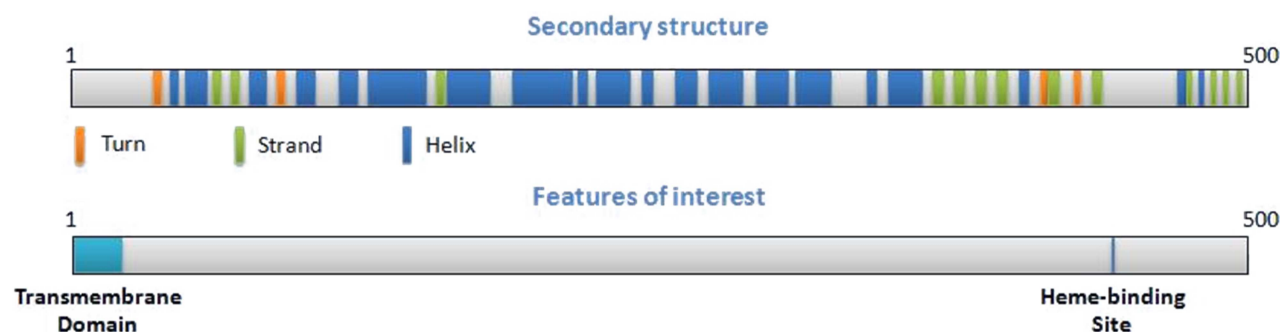 Secondary structure
1 500
Turn Strand Helix
Features of interest
1 500
Transmembrane Heme-binding
Domain Site